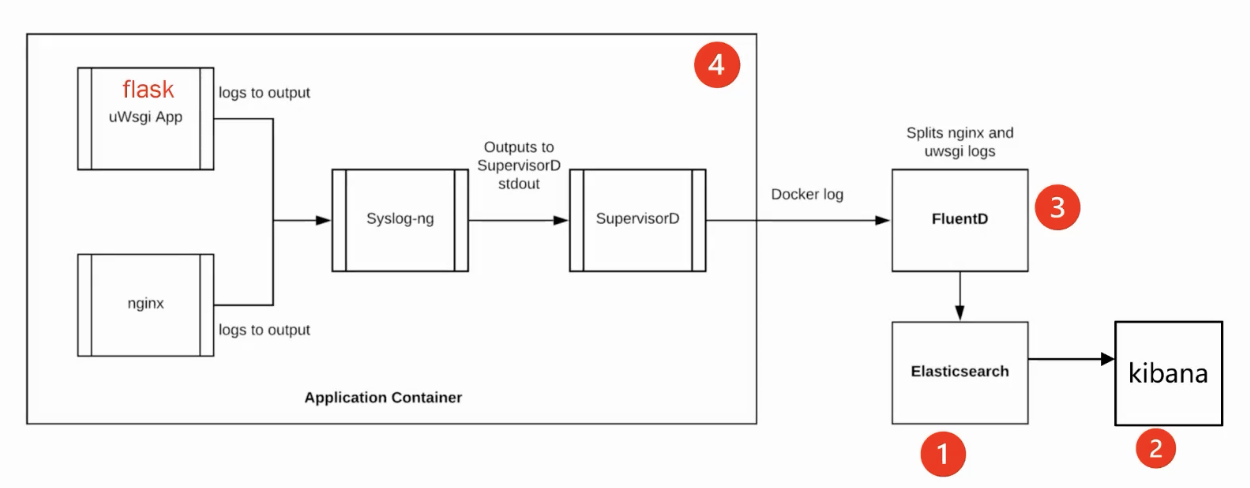 4
flask
uWsgi App
logs to output
Outputs to
SupervisorD
stdout
Syslog-ng
SupervisorD
Docker log
Splits nginx and
uwsgi logs
FluentD
3
nginx
logs to output
Application Container
Elasticsearch
kibana
1
2